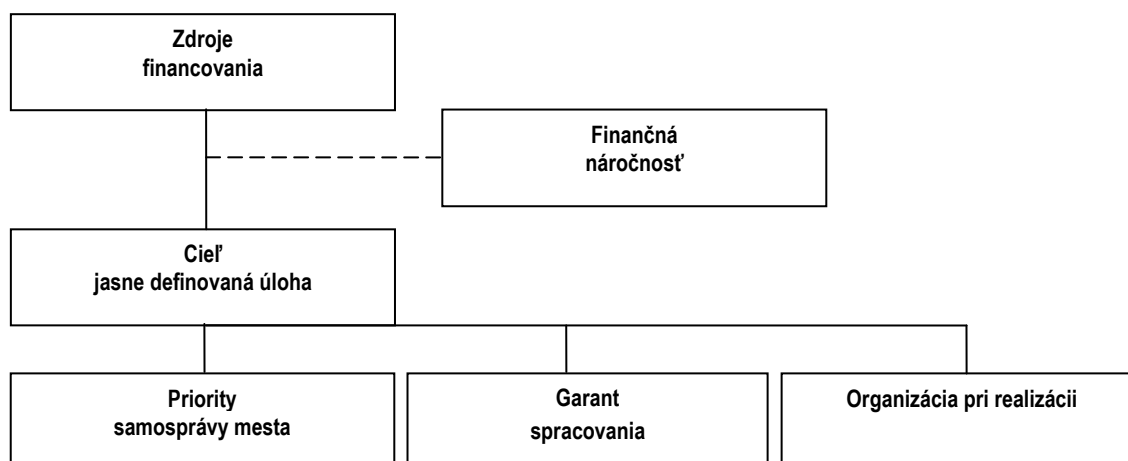 Zdroje
financovania
Finančná
náročnosť
Cieľ
jasne definovaná úloha
Priority
samosprávy mesta
Garant
spracovania
Organizácia pri realizácii